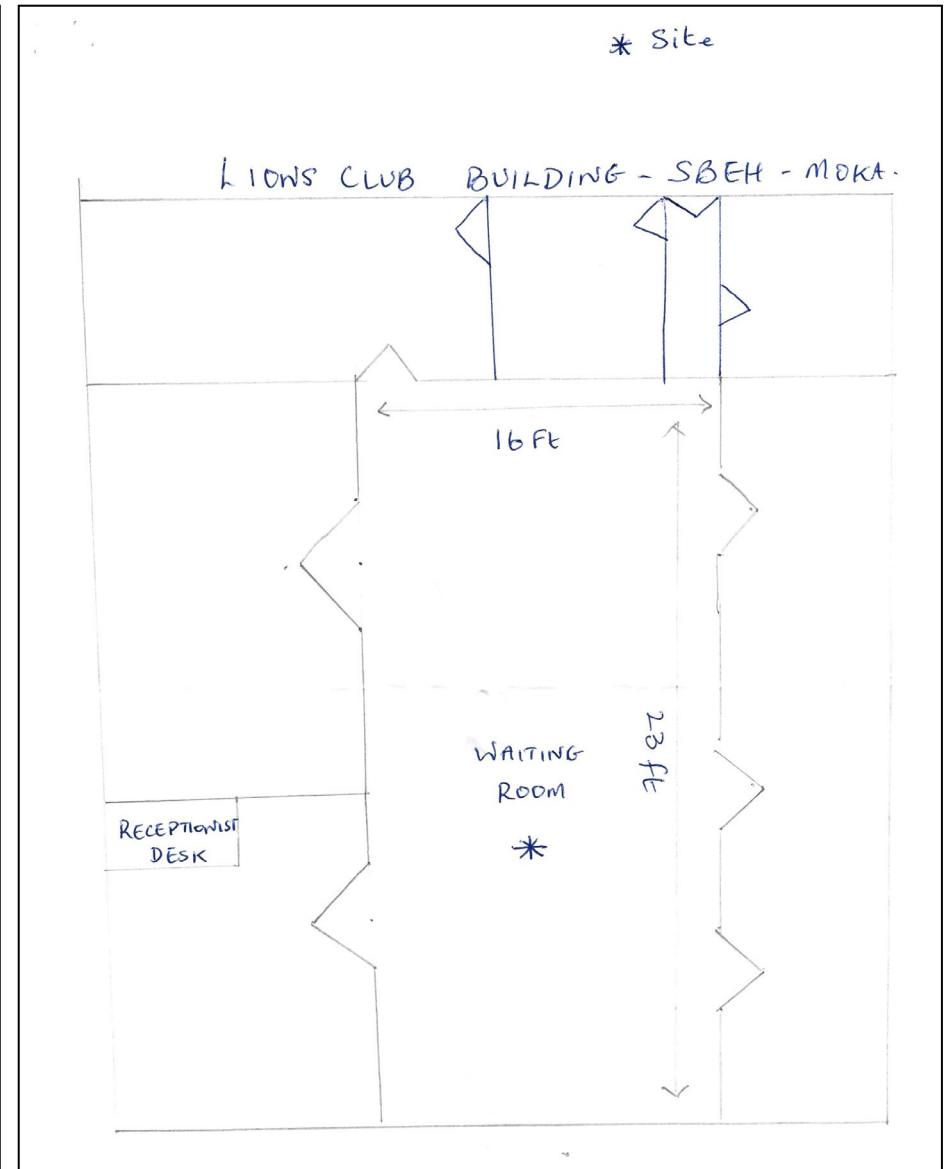 * Site
LIONS CLUB BUILDING - SBEH - MOKA.
16 Ft
23 ft
WAITING
ROOM
*
RECEPTIONIST
DESK